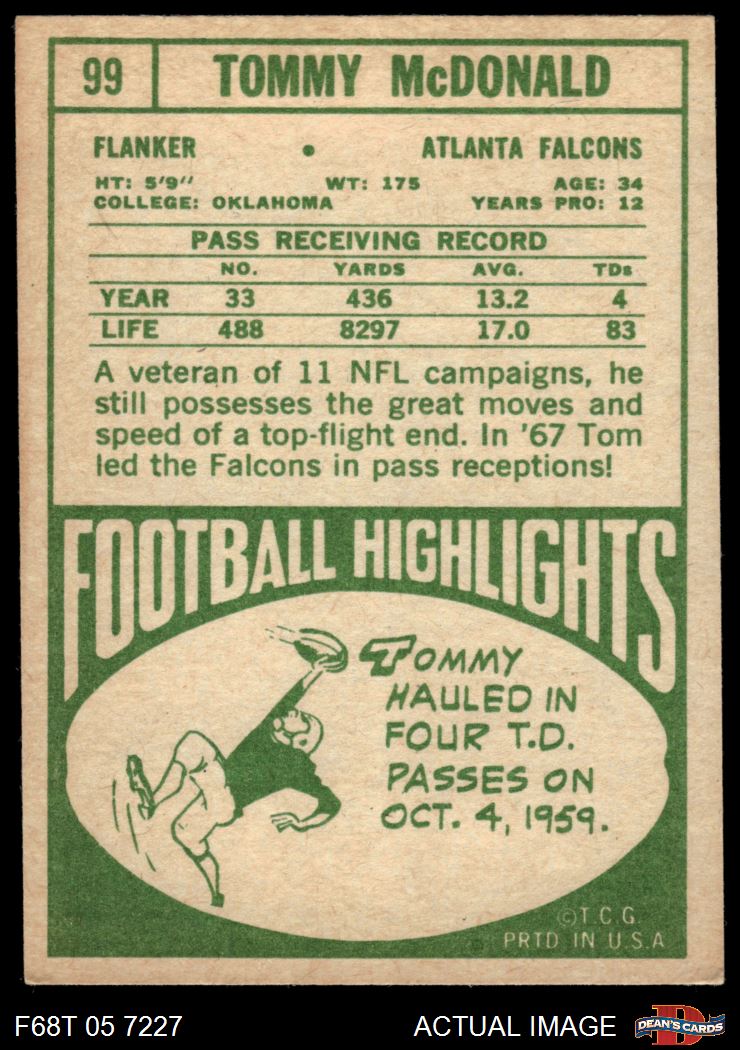 99 TOMMY McDONALD
FLANKER • ATLANTA FALCONS
HT: 5'9" WT: 175 AGE: 34
COLLEGE: OKLAHOMA YEARS PRO: 12
PASS RECEIVING RECORD
NO. YARDS AVG. TDs
YEAR 33 436 13.2 4
LIFE 488 8297 17.0 83
A veteran of 11 NFL campaigns, he
still possesses the great moves and
speed of a top-flight end. In '67 Tom
led the Falcons in pass receptions!
FOOTBALL HIGHLIGHTS
TOMMY
HAULED IN
FOUR T.D.
PASSES ON
OCT. 4, 1959.
©T.C.G.
PRTD IN U.S.A
F68T 05 7227 ACTUAL IMAGE D DEAN'S CARDS